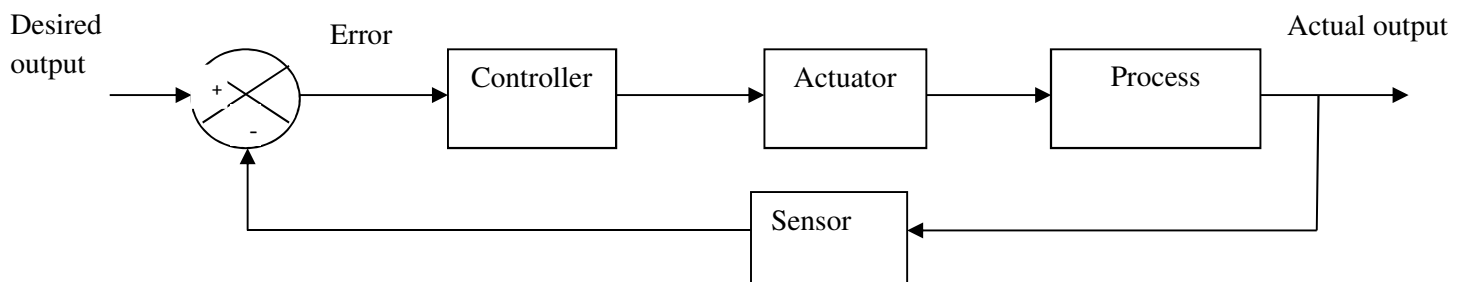 Desired
output
Error
Controller
Actuator
Process
Actual output
+
-
Sensor